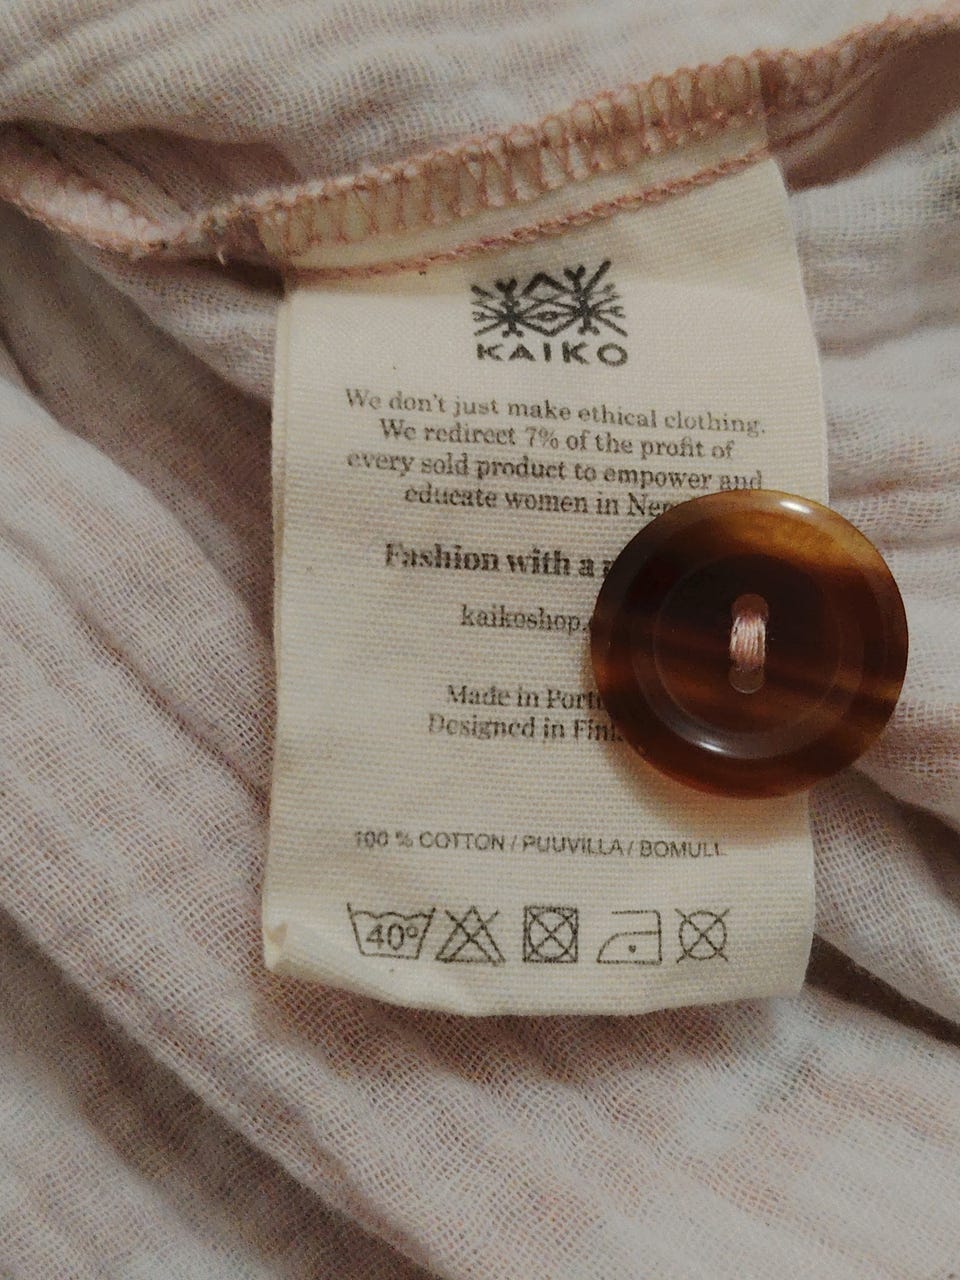 KAIKO
We don't just make ethical clothing.
We redirect 7% of the profit of
every sold product to empower and
educate women in
Fashion with a
kaikoshop.
Made in
Designed in
100 % COTTON / PUUVILLA / BOMULL
40°